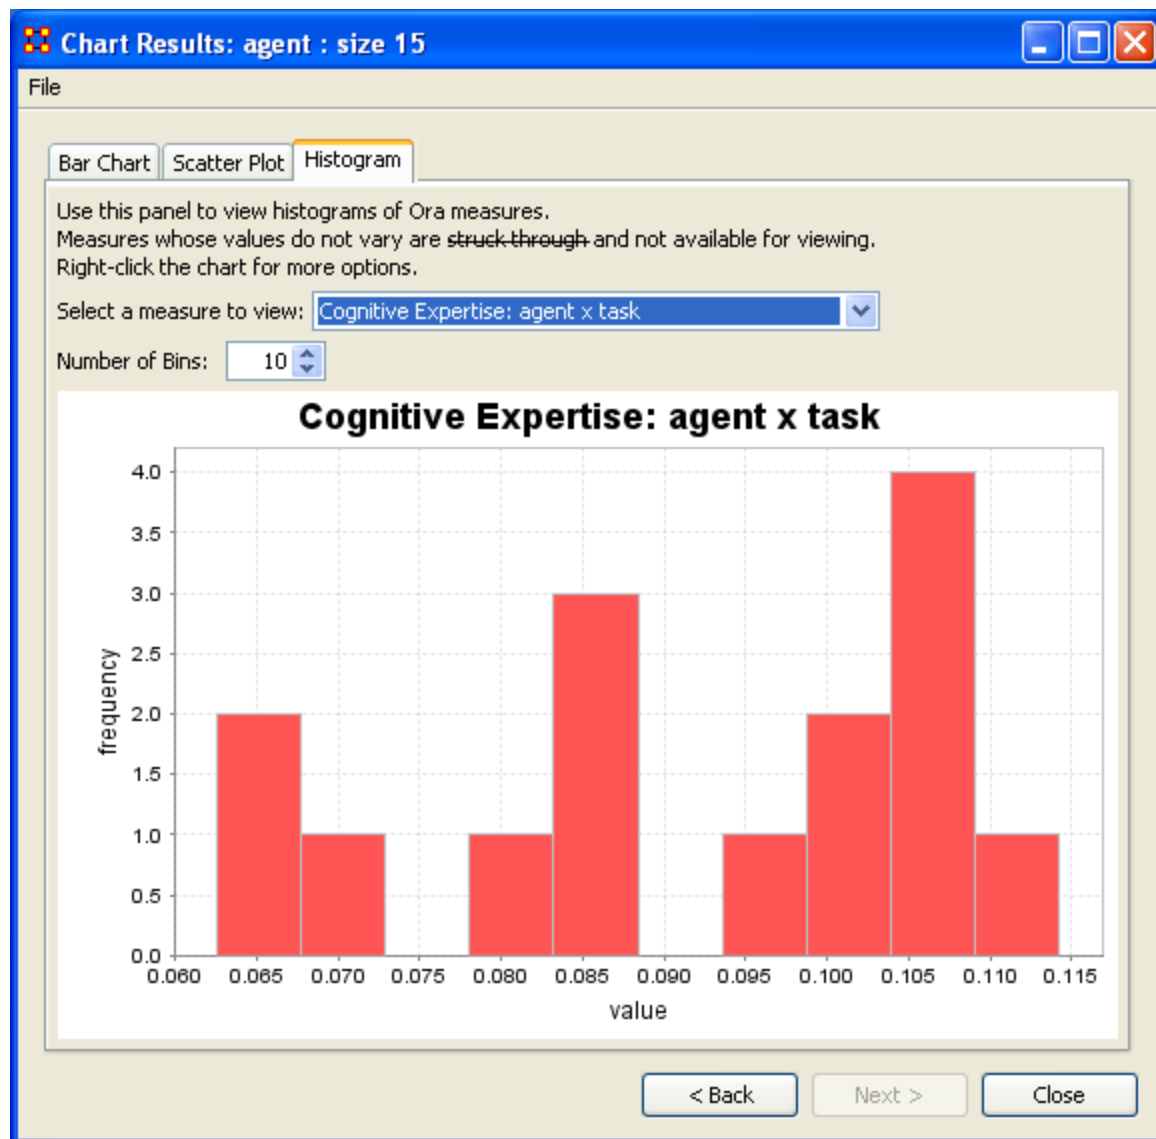 Chart Results: agent : size 15
File
Bar Chart Scatter Plot Histogram
Use this panel to view histograms of Ora measures.
Measures whose values do not vary are struck through and not available for viewing.
Right-click the chart for more options.
Select a measure to view: Cognitive Expertise: agent x task
Number of Bins: 10
Cognitive Expertise: agent x task
4.0
3.5
3.0
2.5
2.0
1.5
1.0
0.5
0.0
frequency
0.060 0.065 0.070 0.075 0.080 0.085 0.090 0.095 0.100 0.105 0.110 0.115
value
< Back Next > Close